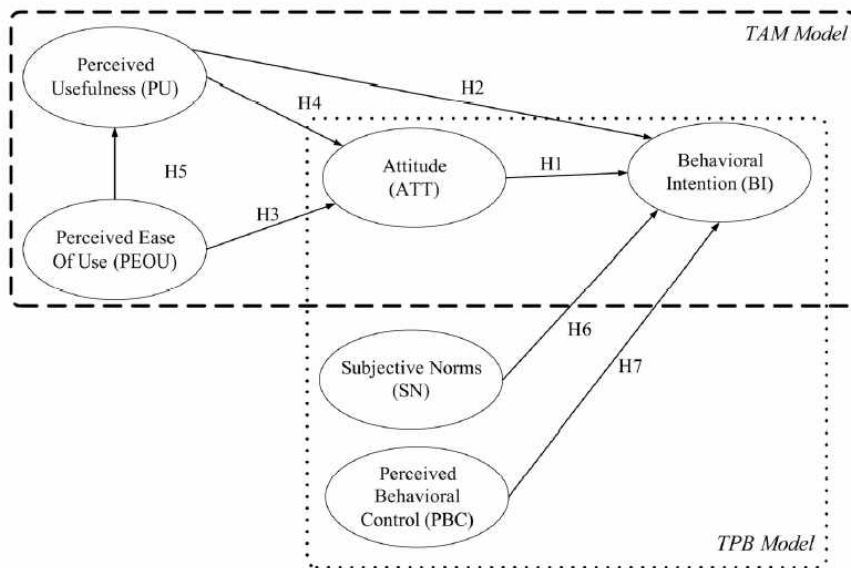 TAM Model
Perceived
Usefulness (PU)
H2
H4
Attitude
(ATT)
H1
Behavioral
Intention (BI)
H5
H3
Perceived Ease
Of Use (PEOU)
H6
Subjective Norms
(SN)
H7
Perceived
Behavioral
Control (PBC)
TPB Model